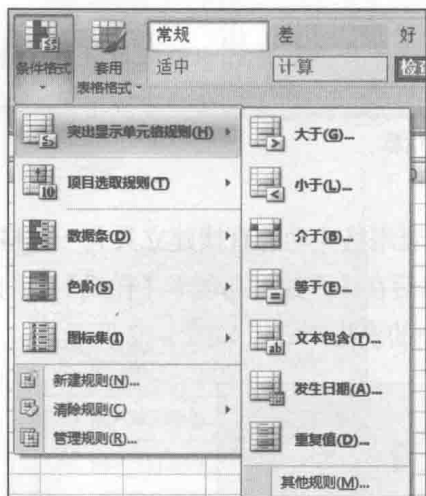 常规
差
好
条件格式
套用
表格格式
适中
计算
检查
突出显示单元格规则(H)
项目选取规则(T)
数据条(D)
色阶(S)
图标集(I)
新建规则(N)...
清除规则(C)
管理规则(R)...
大于(G)...
小于(L)...
介于(B)...
等于(E)...
文本包含(T)...
发生日期(A)...
重复值(D)...
其他规则(M)...